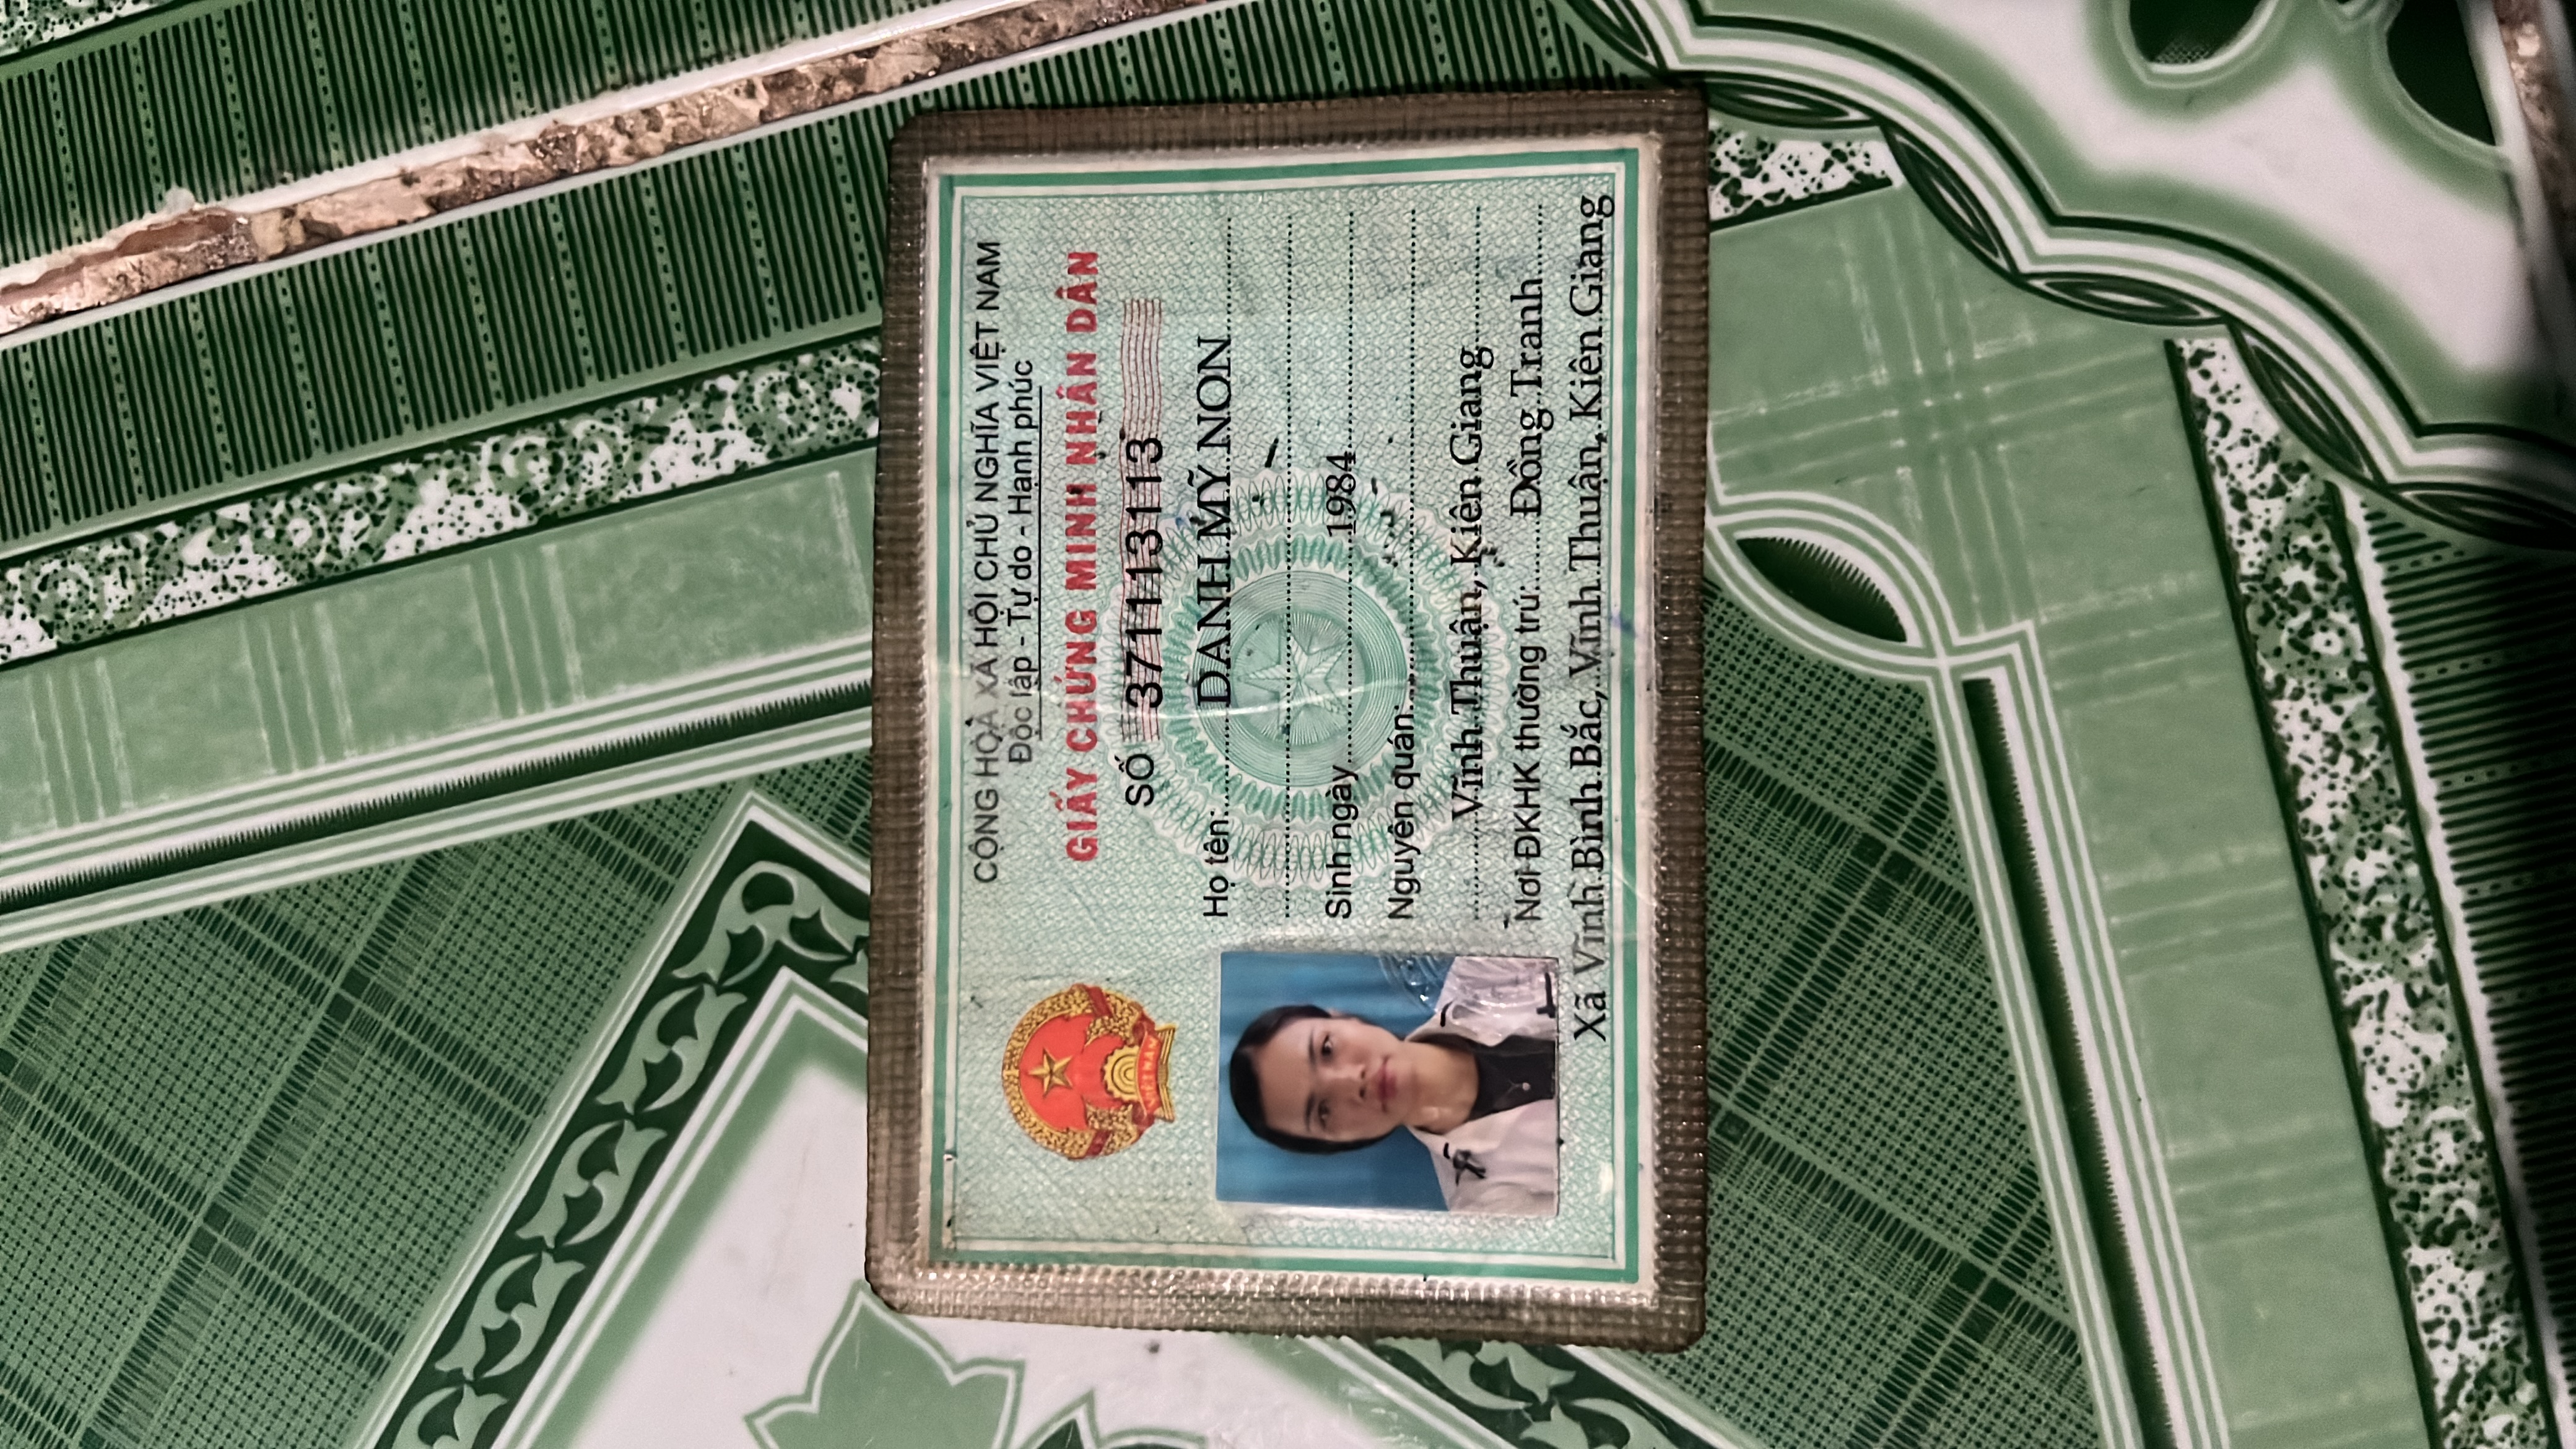 CỘNG HÒA XÃ HỘI CHỦ NGHĨA VIỆT NAM
Độc lập - Tự do - Hạnh phúc
GIẤY CHỨNG MINH NHÂN DÂN
SỐ 371113113
Họ tên: DANH MỸ NON
Sinh ngày 1984
Nguyên quán:
Vĩnh Thuận, Kiên Giang
Nơi ĐKHK thường trú: Đồng Tranh
Xã Vĩnh Bình Bắc, Vĩnh Thuận, Kiên Giang
VIỆT NAM